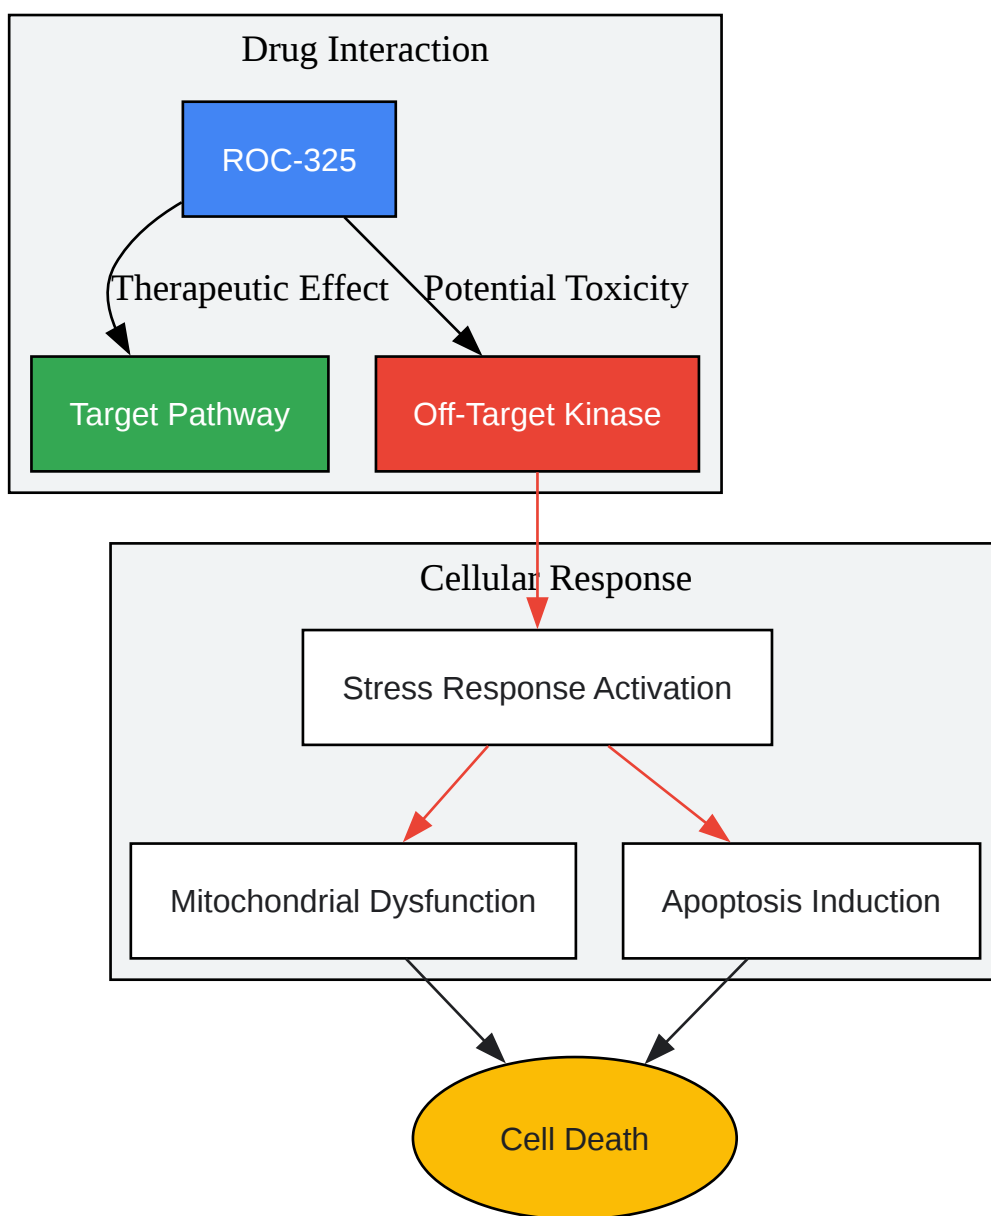 Drug Interaction
ROC-325
Therapeutic Effect
Potential Toxicity
Target Pathway
Off-Target Kinase
Cellular Response
Stress Response Activation
Mitochondrial Dysfunction
Apoptosis Induction
Cell Death